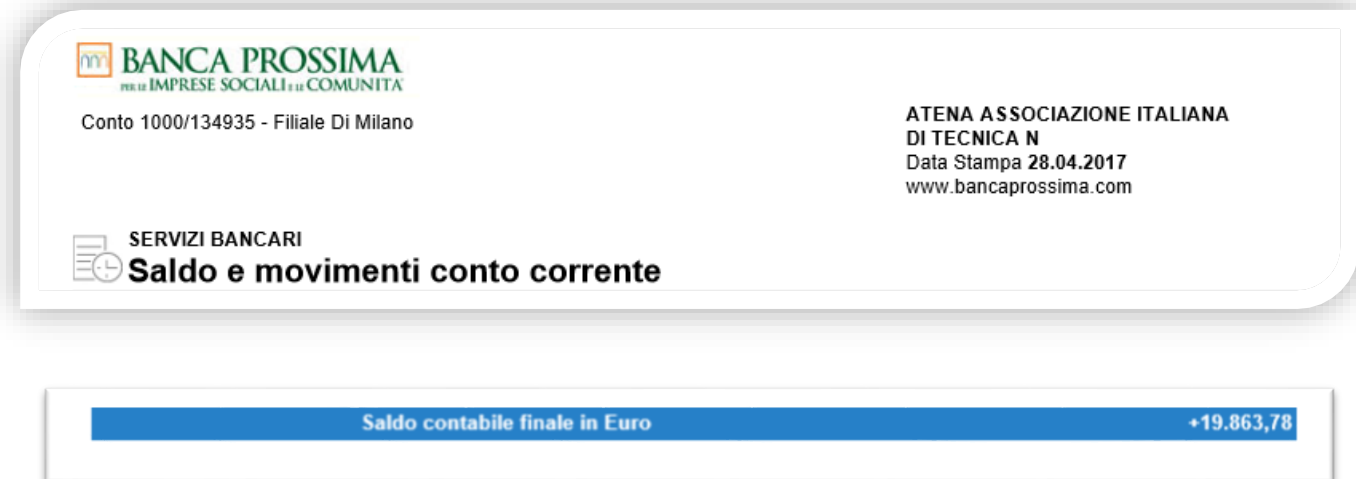 BANCA PROSSIMA
PER LE IMPRESE SOCIALI E LE COMUNITA'
Conto 1000/134935 - Filiale Di Milano
ATENA ASSOCIAZIONE ITALIANA
DI TECNICA N
Data Stampa 28.04.2017
www.bancaprossima.com
SERVIZI BANCARI
Saldo e movimenti conto corrente
Saldo contabile finale in Euro +19.863,78